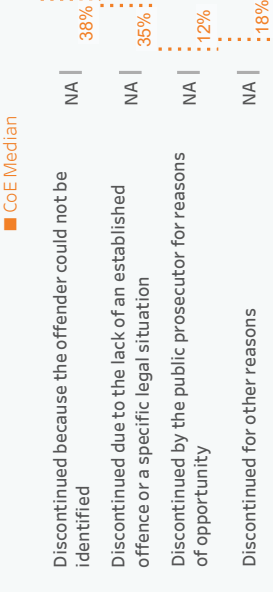 CoE Median
Discontinued because the offender could not be
identified
NA
38%
Discontinued due to the lack of an established
offence or a specific legal situation
NA
35%
Discontinued by the public prosecutor for reasons
of opportunity
NA
12%
Discontinued for other reasons
NA
18%